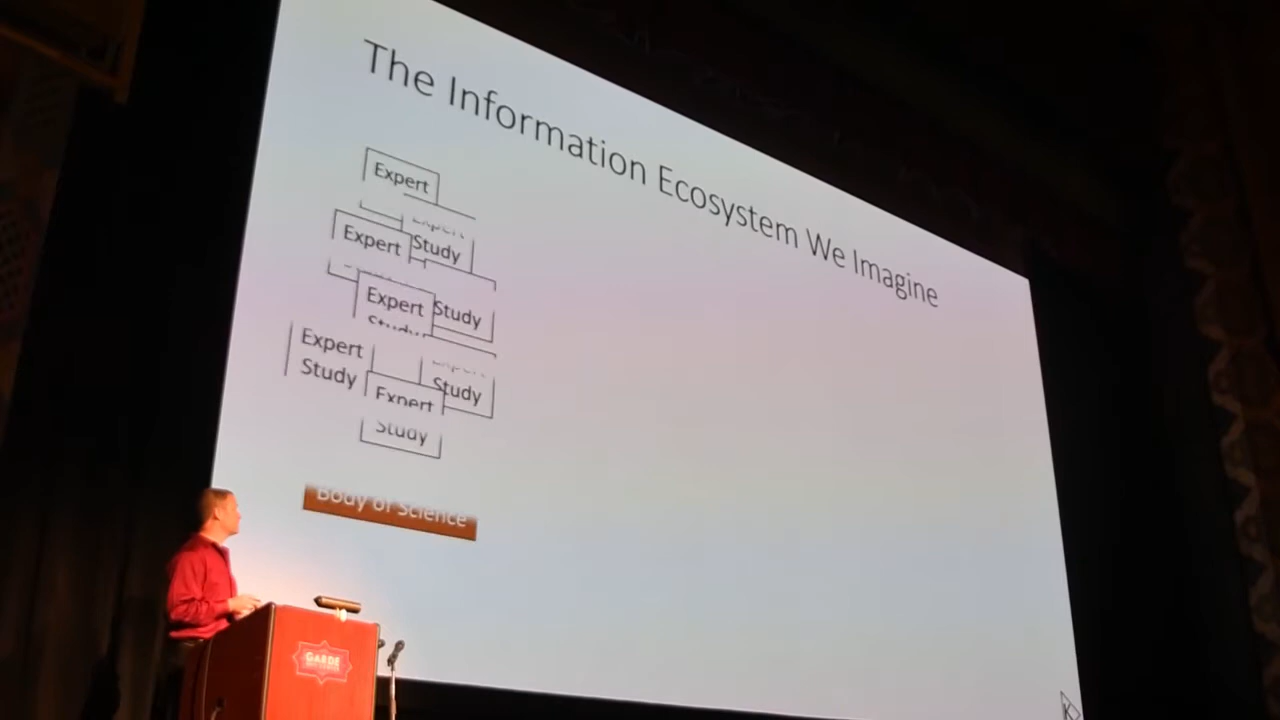 The Information Ecosystem We Imagine
Expert
Expert
Study
Expert
Study
Expert
Study
Study
Expert
Study
Body of Science
GARDE